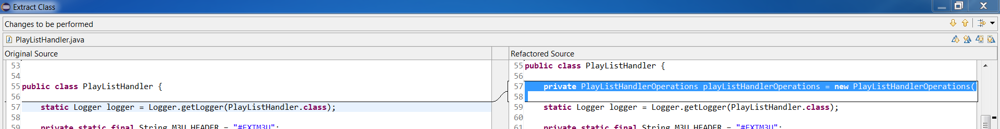 Extract Class
Changes to be performed
PlayListHandler.java
Original Source
53
54
55 public class PlayListHandler {
56
57 static Logger logger = Logger.getLogger(PlayListHandler.class);
58
59 private static final String M3U_HEADER = "#EXTM3U";
Refactored Source
55 public class PlayListHandler {
56
57 private PlayListHandlerOperations playListHandlerOperations = new PlayListHandlerOperations(
58
59 static Logger logger = Logger.getLogger(PlayListHandler.class);
60
61 private static final String M3U_HEADER = "#EXTM3U";